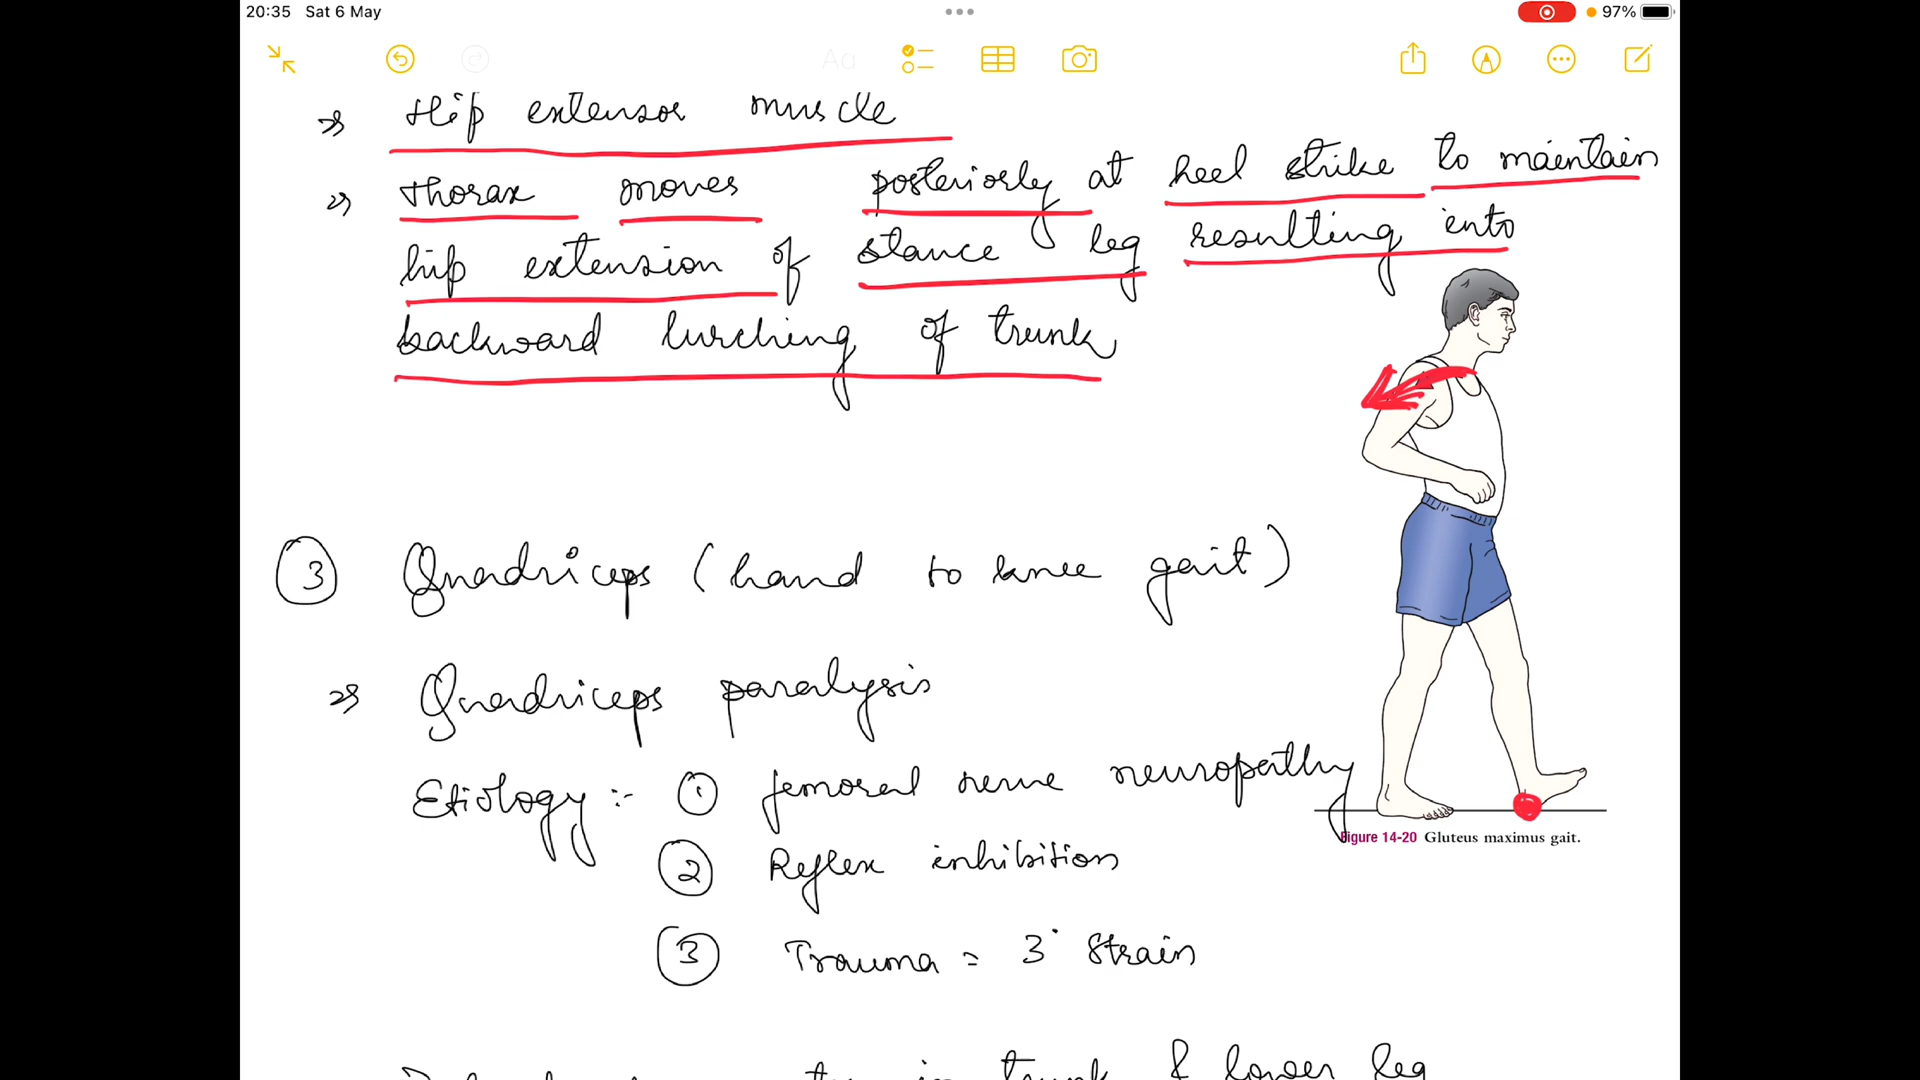 20:35 Sat 6 May
97%
Aa
⇒ Hip extensor muscle
⇒ Thorax moves posteriorly at heel strike to maintain
hip extension of stance leg resulting into
backward lurching of trunk
③ Quadriceps (hand to knee gait)
⇒ Quadriceps paralysis
Etiology :- ① femoral nerve neuropathy
② Reflex inhibition
③ Trauma = 3° Strain
Figure 14-20 Gluteus maximus gait.
in trunk & lower leg